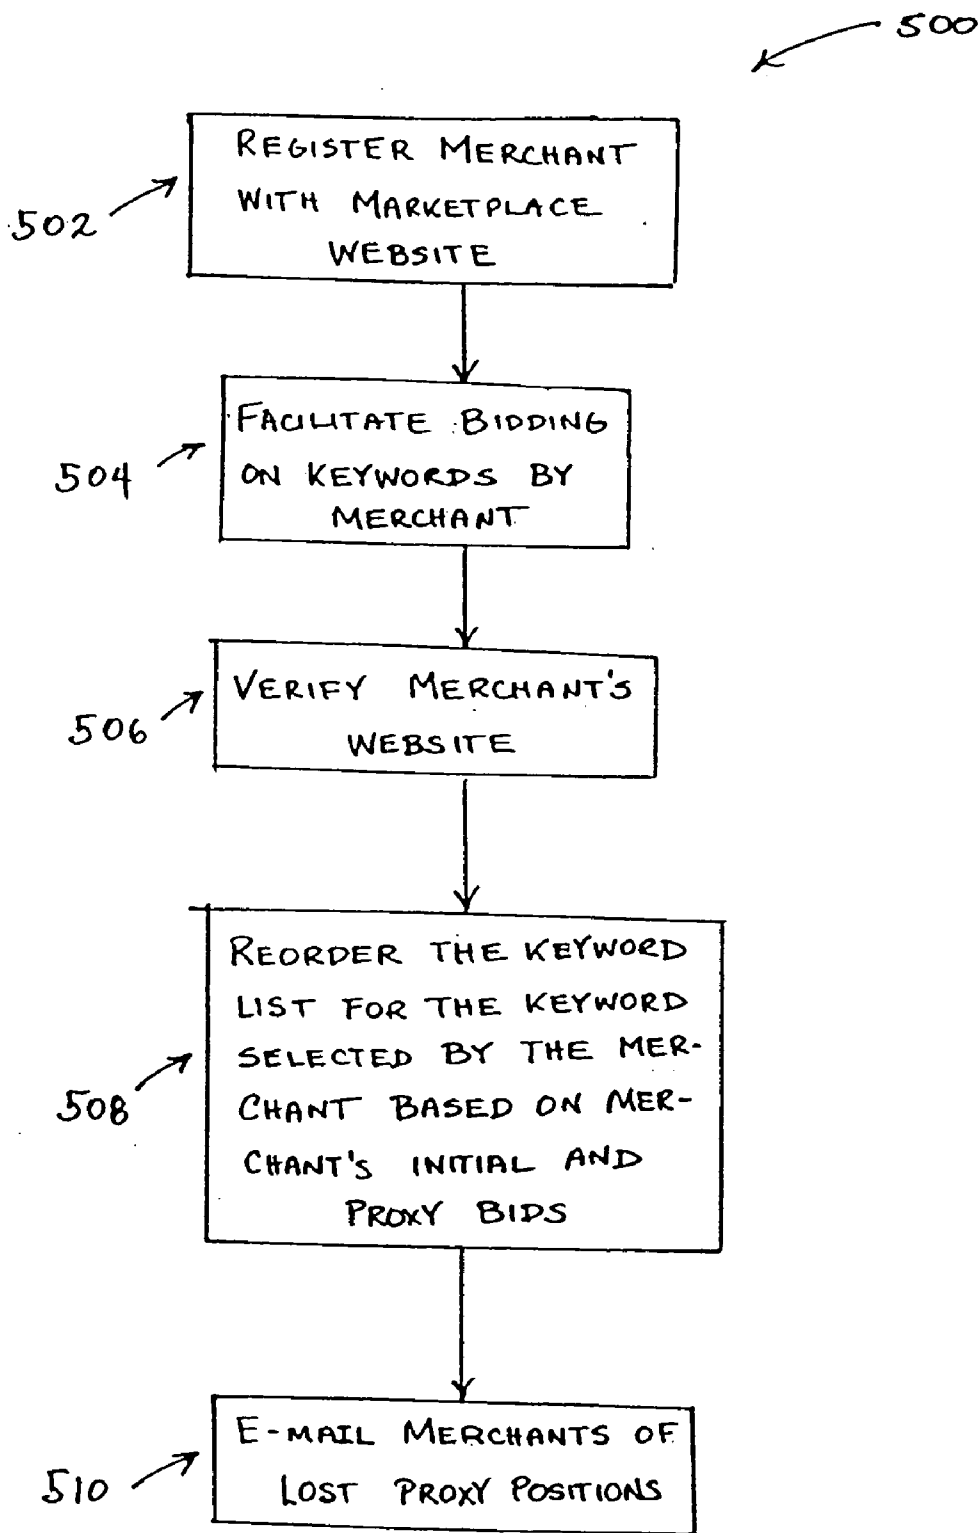 500
REGISTER MERCHANT
WITH MARKETPLACE
WEBSITE
502
FACILITATE BIDDING
ON KEYWORDS BY
MERCHANT
504
VERIFY MERCHANT'S
WEBSITE
506
REORDER THE KEYWORD
LIST FOR THE KEYWORD
SELECTED BY THE MER-
CHANT BASED ON MER-
CHANT'S INITIAL AND
PROXY BIDS
508
E-MAIL MERCHANTS OF
LOST PROXY POSITIONS
510